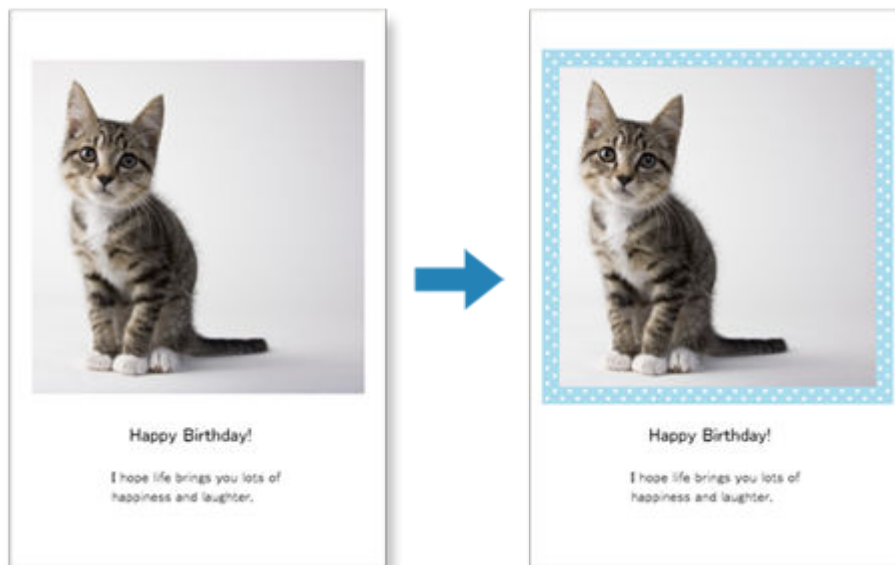 Happy Birthday!
I hope life brings you lots of
happiness and laughter.
Happy Birthday!
I hope life brings you lots of
happiness and laughter.